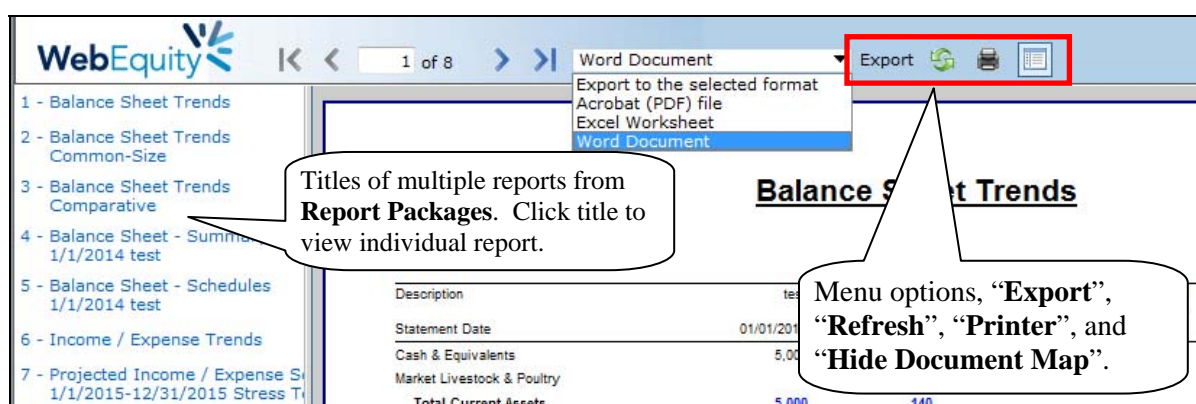 WebEquity
1 of 8
Word Document
Export
Export to the selected format
Acrobat (PDF) file
Excel Worksheet
Word Document
1 - Balance Sheet Trends
2 - Balance Sheet Trends
Common-Size
3 - Balance Sheet Trends
Comparative
4 - Balance Sheet -
1/1/2014 test
5 - Balance Sheet - Schedules
1/1/2014 test
6 - Income / Expense Trends
7 - Projected Income / Expense
1/1/2015-12/31/2015 Stress
Titles of multiple reports from
Report Packages. Click title to
view individual report.
Balance Sheet Trends
Description
Statement Date 01/01/201
Cash & Equivalents 5,00
Market Livestock & Poultry
Total Current Assets 5,000 140
Menu options, “Export”,
“Refresh”, “Printer”, and
“Hide Document Map”.